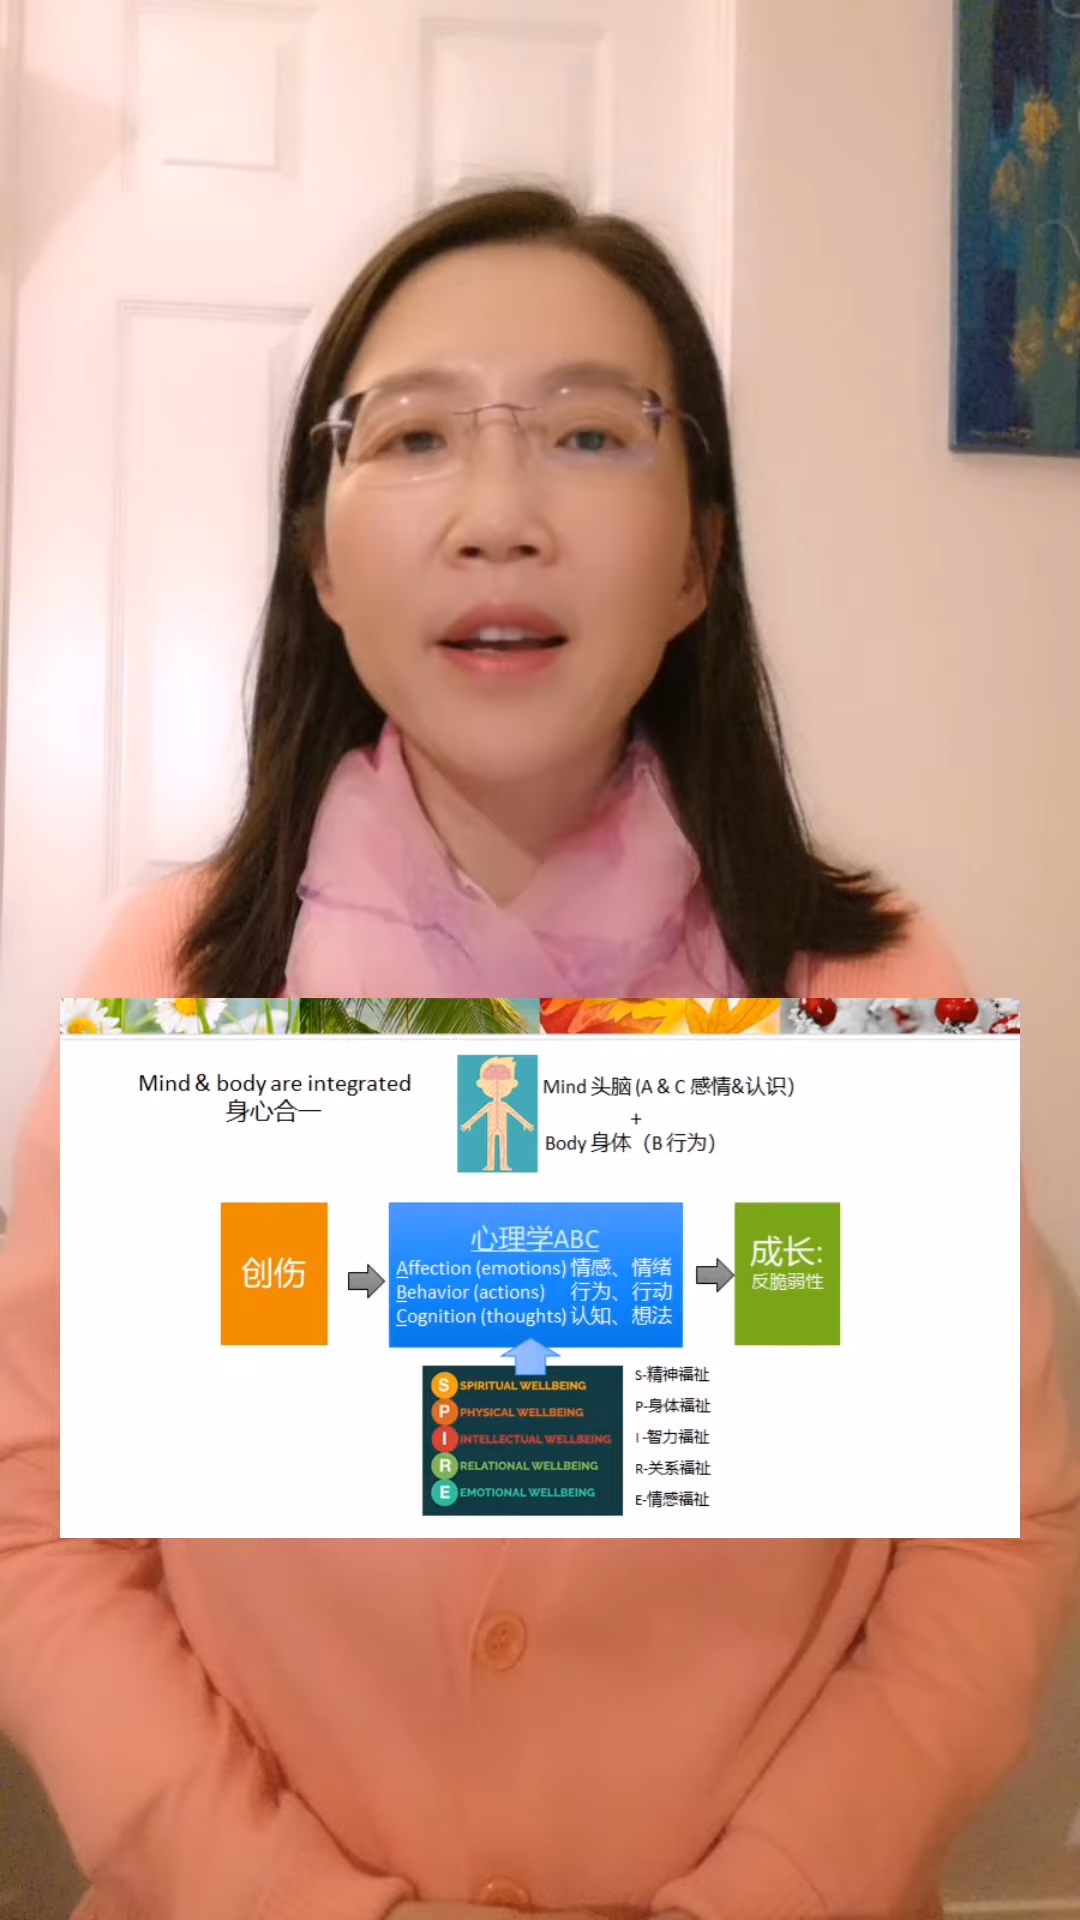 Mind & body are integrated
身心合一
Mind 头脑 (A & C 感情&认识)
+
Body 身体（B 行为）
创伤
心理学ABC
Affection (emotions) 情感、情绪
Behavior (actions) 行为、行动
Cognition (thoughts) 认知、想法
成长:
反脆弱性
S SPIRITUAL WELLBEING
P PHYSICAL WELLBEING
I INTELLECTUAL WELLBEING
R RELATIONAL WELLBEING
E EMOTIONAL WELLBEING
S-精神福祉
P-身体福祉
I -智力福祉
R-关系福祉
E-情感福祉